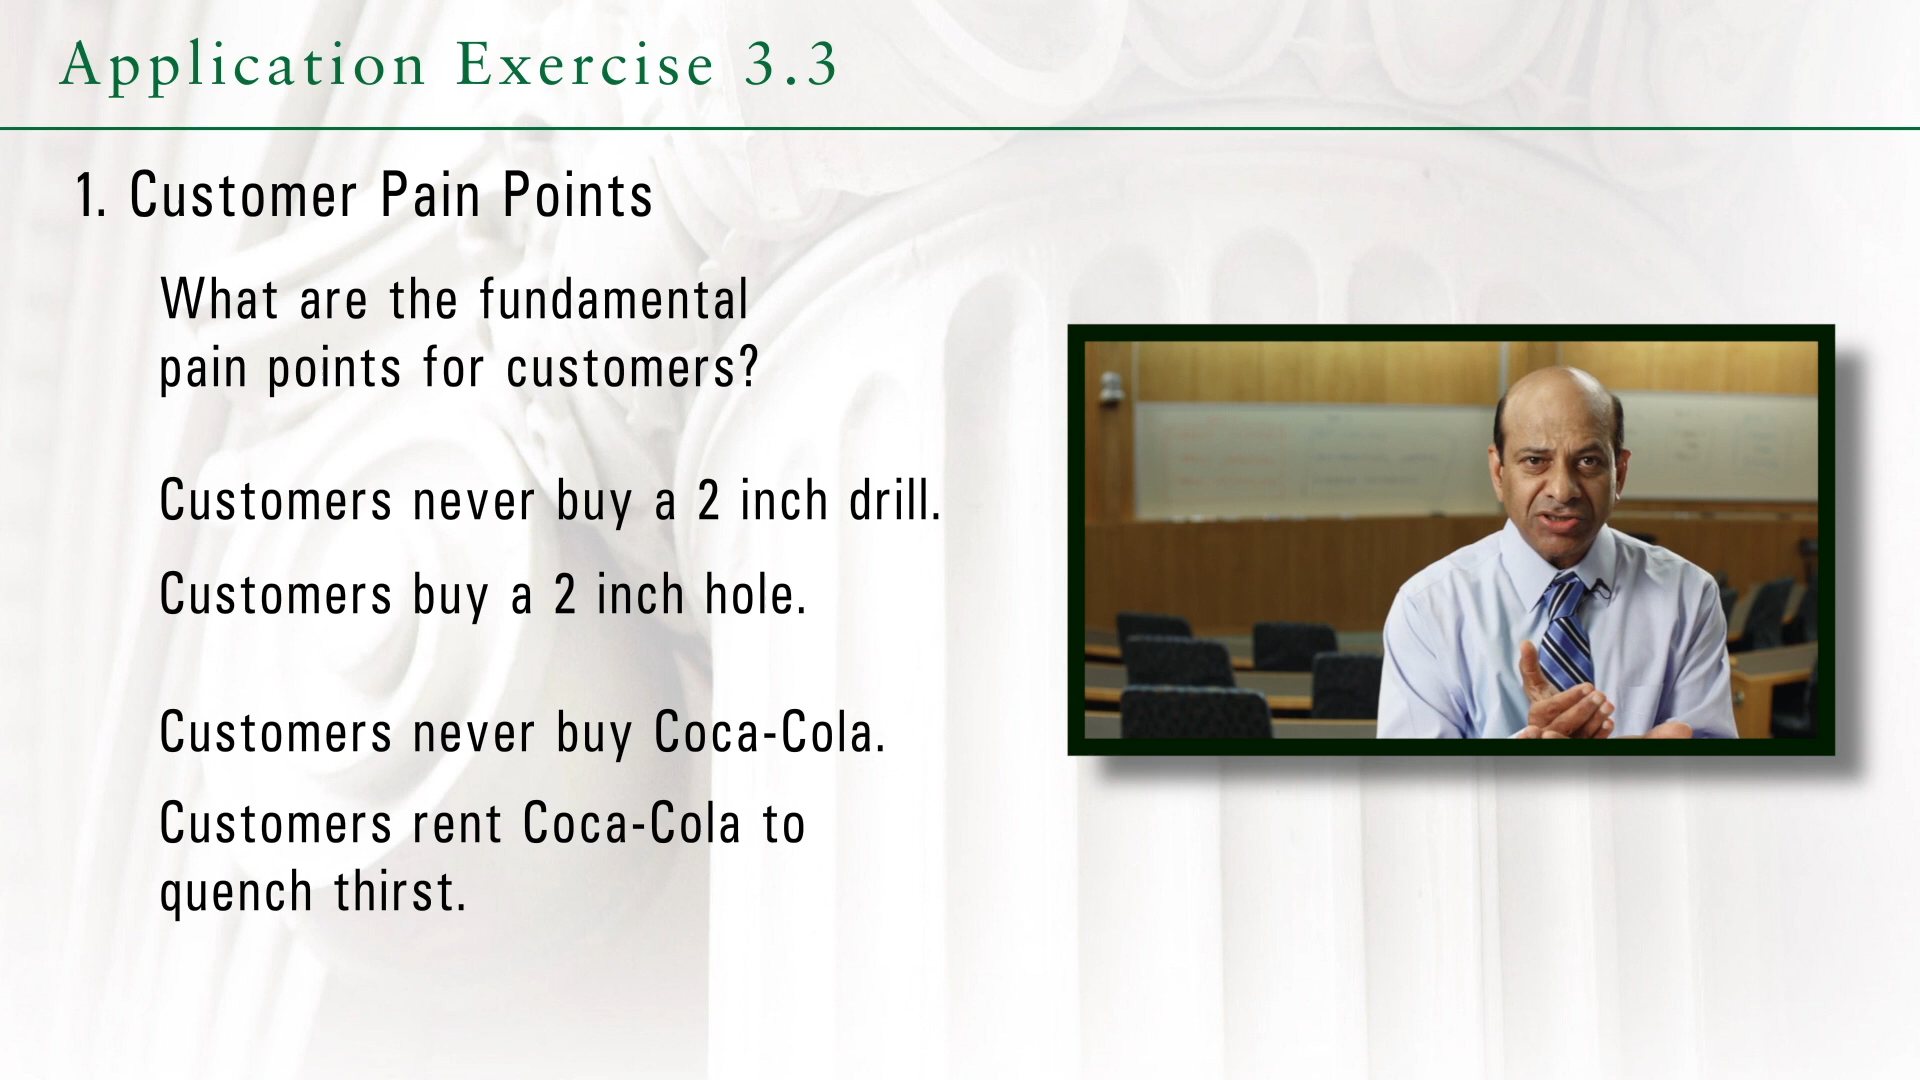 Application Exercise 3.3
1. Customer Pain Points
What are the fundamental
pain points for customers?
Customers never buy a 2 inch drill.
Customers buy a 2 inch hole.
Customers never buy Coca-Cola.
Customers rent Coca-Cola to
quench thirst.